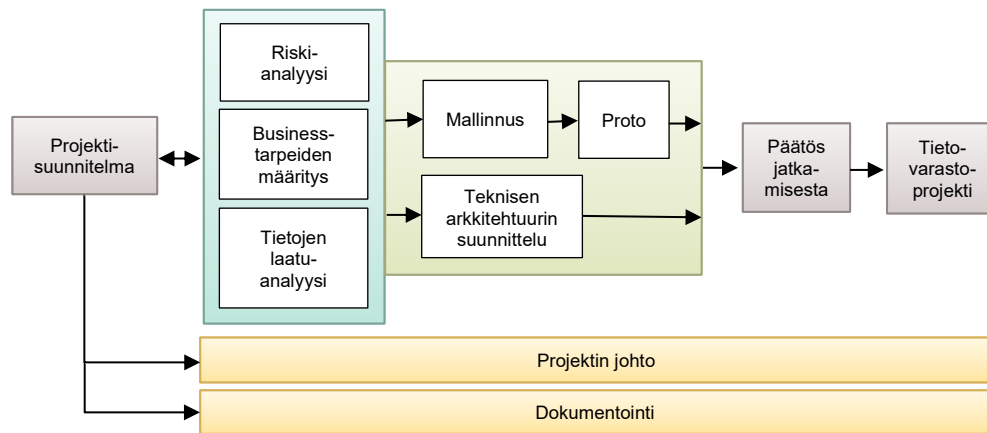 Projekti-
suunnitelma
Riski-
analyysi
Business-
tarpeiden
määritys
Tietojen
laatu-
analyysi
Mallinnus
Proto
Teknisen
arkkitehtuurin
suunnittelu
Päätös
jatka-
misesta
Tieto-
varasto-
projekti
Projektin johto
Dokumentointi